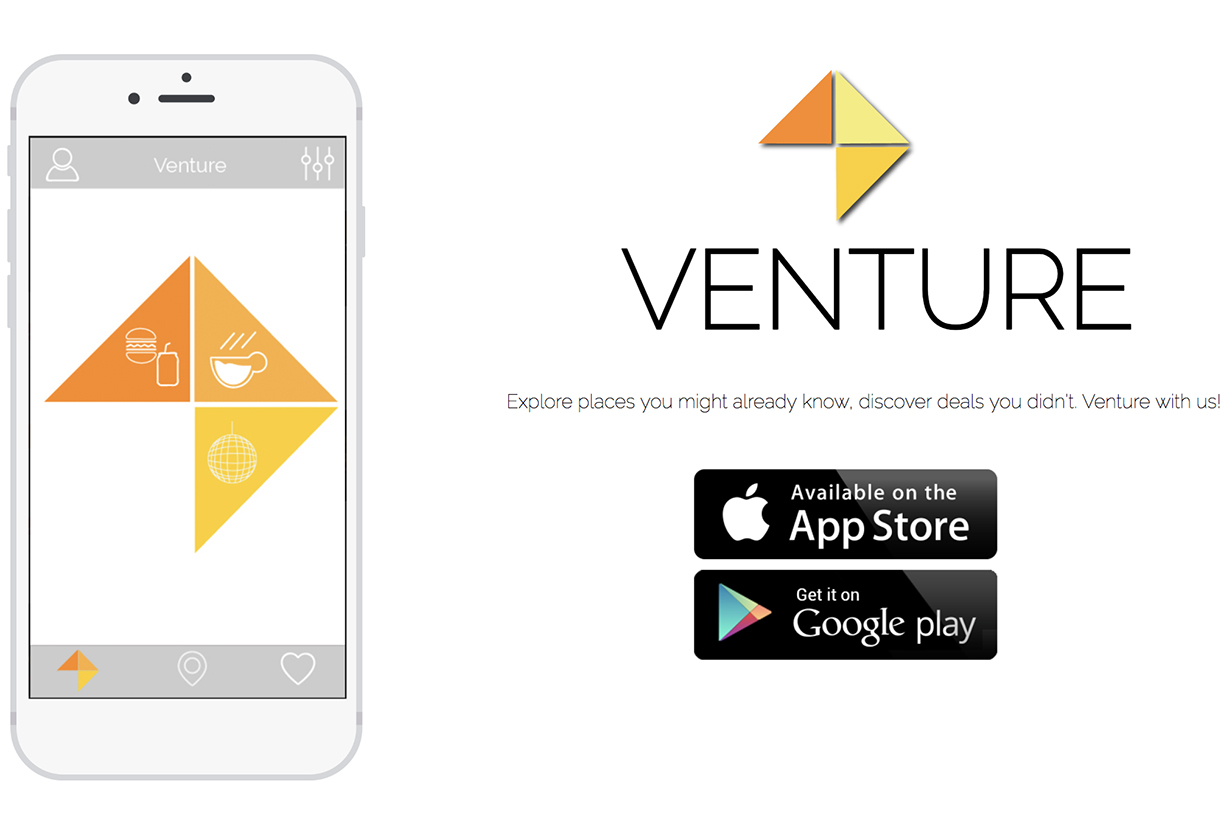 Venture
VENTURE
Explore places you might already know, discover deals you didn't. Venture with us!
Available on the
App Store
Get it on
Google play